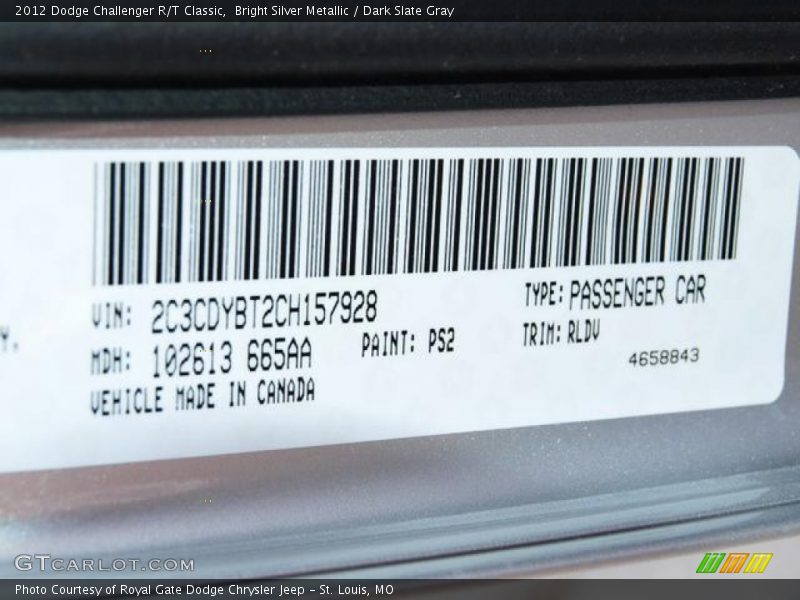 2012 Dodge Challenger R/T Classic,  Bright Silver Metallic / Dark Slate Gray
VIN: 2C3CDYBT2CH157928
TYPE: PASSENGER CAR
MDH: 102613 665AA
PAINT: PS2
TRIM: RLDV
4658843
VEHICLE MADE IN CANADA
GTCARLOT.COM
Photo Courtesy of Royal Gate Dodge Chrysler Jeep - St. Louis, MO